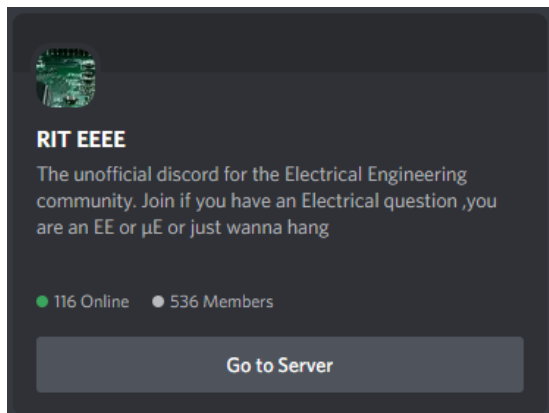 RIT EEEE
The unofficial discord for the Electrical Engineering
community. Join if you have an Electrical question ,you
are an EE or µE or just wanna hang
116 Online 536 Members
Go to Server